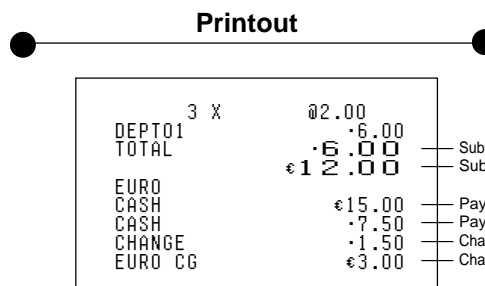 Printout
3 X @2.00
DEPT01 ·6.00
TOTAL ·6.00 Sub
€12.00 Sub
EURO
CASH €15.00 Pay
CASH ·7.50 Pay
CHANGE ·1.50 Cha
EURO CG €3.00 Cha